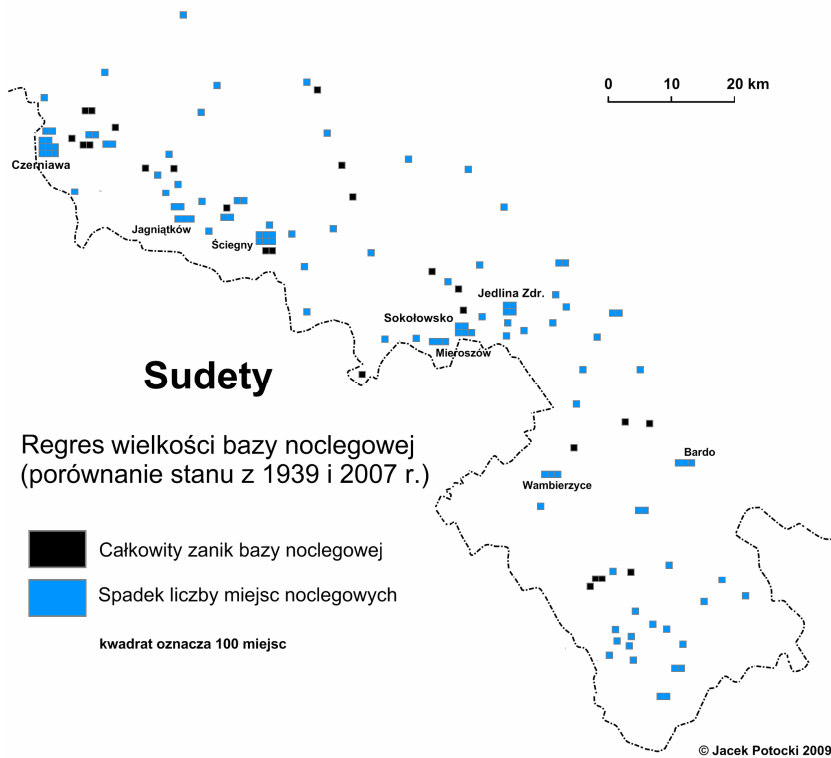 0 10 20 km
Czerniawa
Jagniątków
Ściegny
Jedlina Zdr.
Sokołowsko
Mieroszów
Sudety
Regres wielkości bazy noclegowej
(porównanie stanu z 1939 i 2007 r.)
Bardo
Wambierzyce
Całkowity zanik bazy noclegowej
Spadek liczby miejsc noclegowych
kwadrat oznacza 100 miejsc
© Jacek Potocki 2009